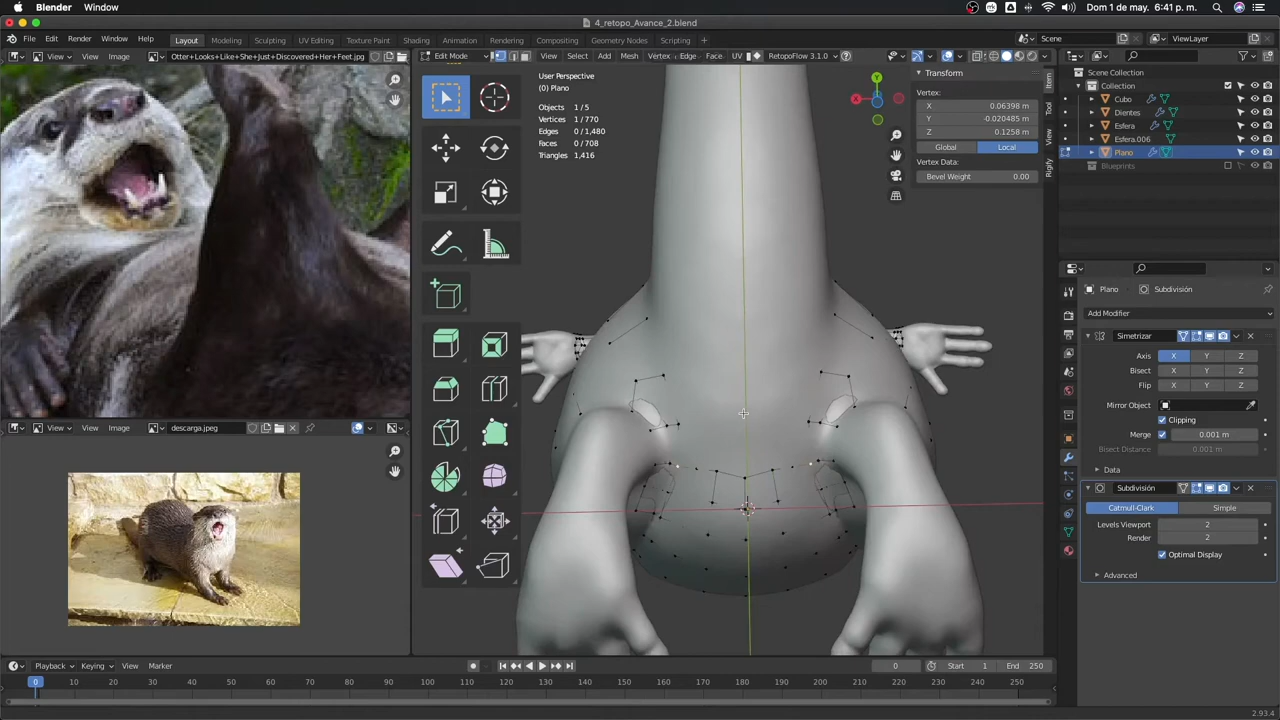 Blender Window
Dom 1 de may. 6:41 p. m.
4_retopo_Avance_2.blend
File Edit Render Window Help
Layout Modeling Sculpting UV Editing Texture Paint Shading Animation Rendering Compositing Geometry Nodes Scripting +
Scene ViewLayer
View View Image Otter+Looks+Like+She+Just+Discovered+Her+Feet.jpg
Edit Mode View Select Add Mesh Vertex Edge Face UV RetopoFlow 3.1.0
User Perspective
(0) Plano
Objects 1 / 5
Vertices 1 / 770
Edges 0 / 1,480
Faces 0 / 708
Triangles 1,416
Transform
Vertex:
X 0.06398 m
Y -0.020485 m
Z 0.1258 m
Global Local
Vertex Data:
Bevel Weight 0.00
Item
Tool
View
Rigify
X
Y
Scene Collection
Collection
Cubo
Dientes
Esfera
Esfera.006
Plano
Blueprints
Plano > Subdivisión
Add Modifier
Simetrizar
Axis X Y Z
Bisect X Y Z
Flip X Y Z
Mirror Object
Clipping
Merge 0.001 m
Bisect Distance 0.001 m
Data
Subdivisión
Catmull-Clark Simple
Levels Viewport 2
Render 2
Optimal Display
Advanced
View View Image descarga.jpeg
Playback Keying View Marker 0 Start 1 End 250
0 10 20 30 40 50 60 70 80 90 100 110 120 130 140 150 160 170 180 190 200 210 220 230 240 250
2.93.4